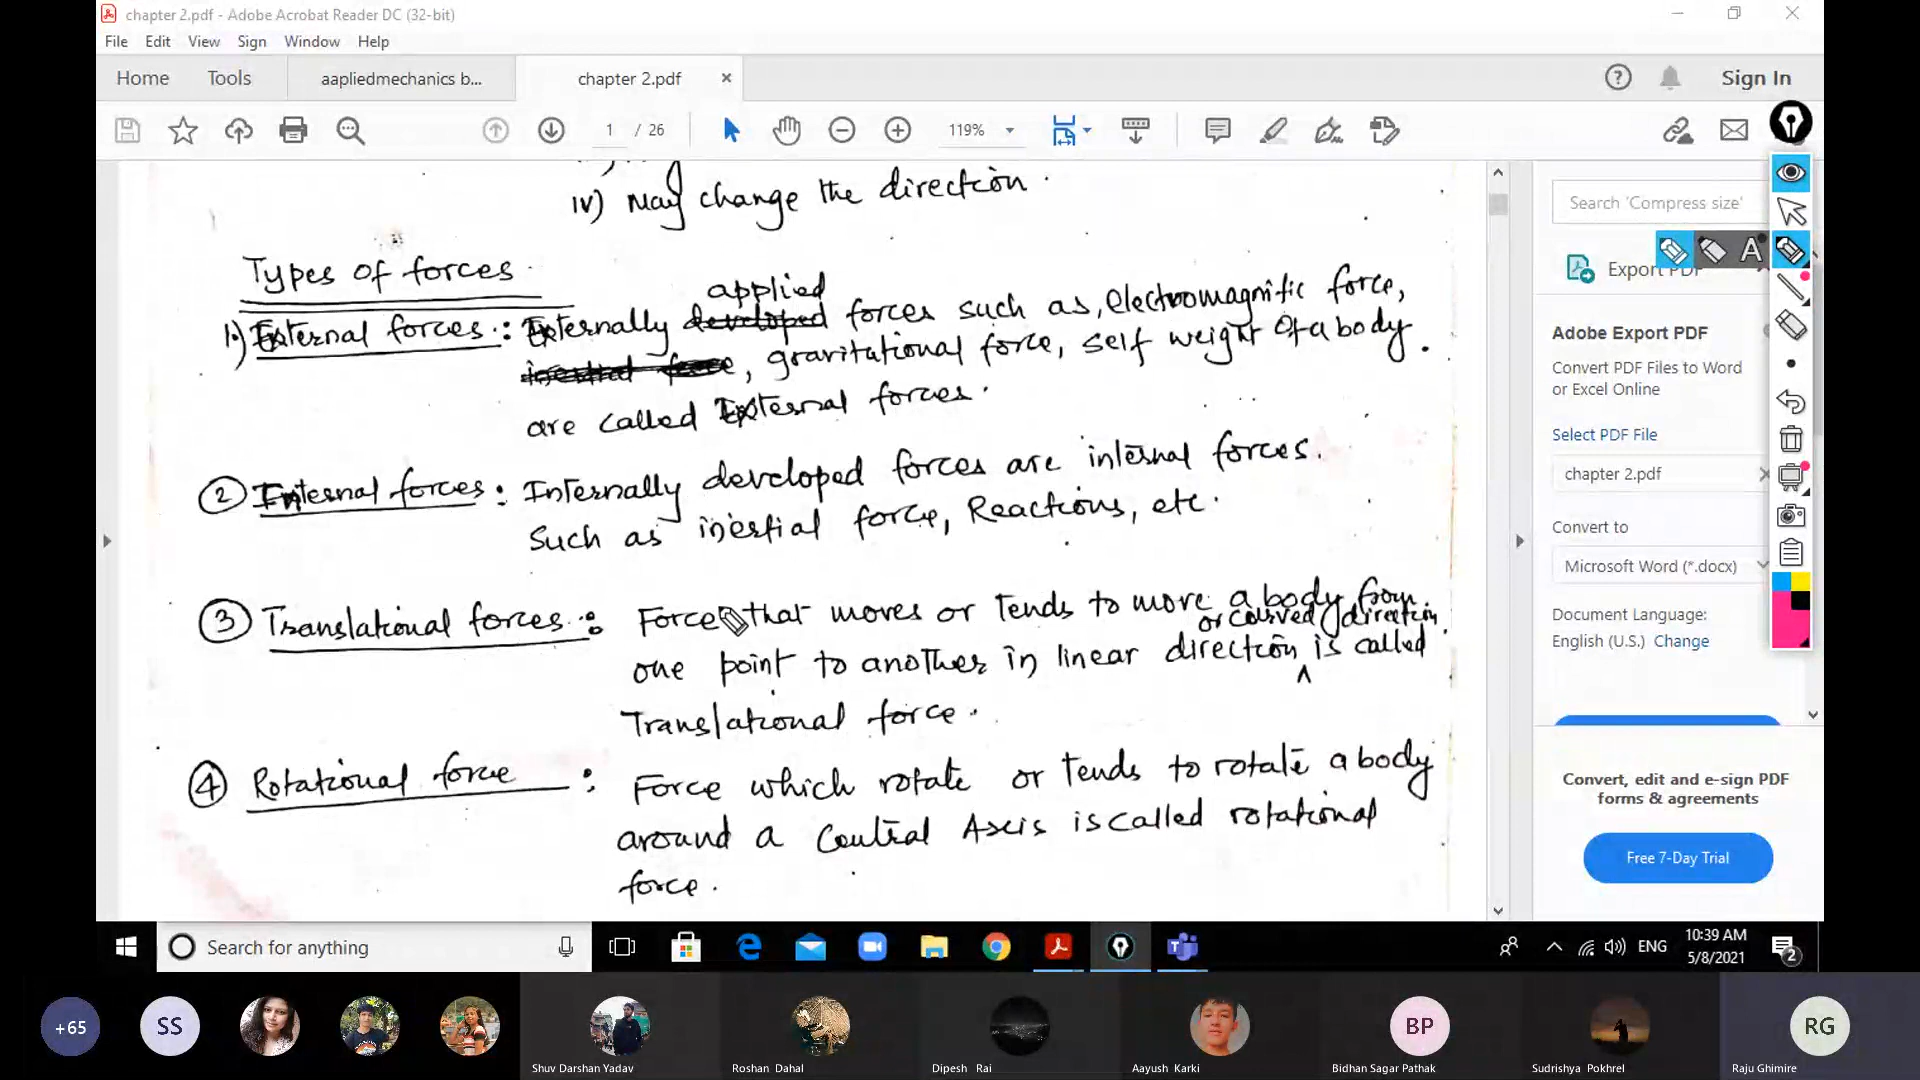 chapter 2.pdf - Adobe Acrobat Reader DC (32-bit)
File Edit View Sign Window Help
Home Tools aapliedmechanics b... chapter 2.pdf × Sign In
1 / 26 119%
iv) May change the direction.
Types of forces.
applied
1.) External forces : Externally developed forces such as, electromagnetic force,
inertial force, gravitational force, self weight of a body.
are called External forces.
② Internal forces : Internally developed forces are internal forces.
Such as inertial force, Reactions, etc.
③ Translational forces : Force that moves or tends to move a body from
or curved direction.
one point to another in linear direction ^ is called
Translational force.
④ Rotational force : Force which rotate or tends to rotate a body
around a Central Axis is called rotational
force.
Search 'Compress size'
A
Export PDF
Adobe Export PDF
Convert PDF Files to Word
or Excel Online
Select PDF File
chapter 2.pdf ×
Convert to
Microsoft Word (*.docx)
Document Language:
English (U.S.) Change
Convert, edit and e-sign PDF
forms & agreements
Free 7-Day Trial
Search for anything
ENG 10:39 AM
5/8/2021 2
+65 SS BP RG
Shuv Darshan Yadav Roshan Dahal Dipesh Rai Aayush Karki Bidhan Sagar Pathak Sudrishya Pokhrel Raju Ghimire